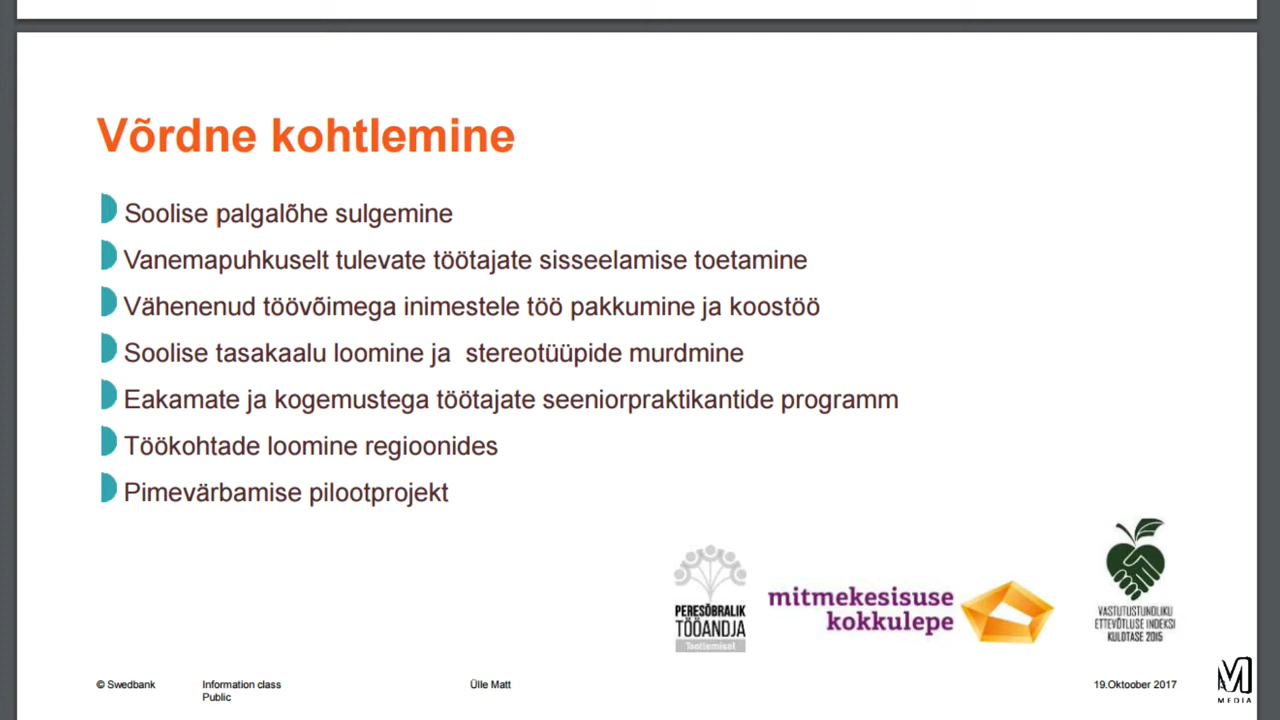 Võrdne kohtlemine
Soolise palgalõhe sulgemine
Vanemapuhkuselt tulevate töötajate sisseelamise toetamine
Vähenenud töövõimega inimestele töö pakkumine ja koostöö
Soolise tasakaalu loomine ja  stereotüüpide murdmine
Eakamate ja kogemustega töötajate seeniorpraktikantide programm
Töökohtade loomine regioonides
Pimevärbamise pilootprojekt
PERESÕBRALIK
TÖÖANDJA
Taotlemisel
mitmekesisuse
kokkulepe
VASTUTUSTUNDLIKU
ETTEVÕTLUSE INDEKSI
KULDTASE 2015
© Swedbank
Information class
Public
Ülle Matt
19.Oktoober 2017
M
MEDIA